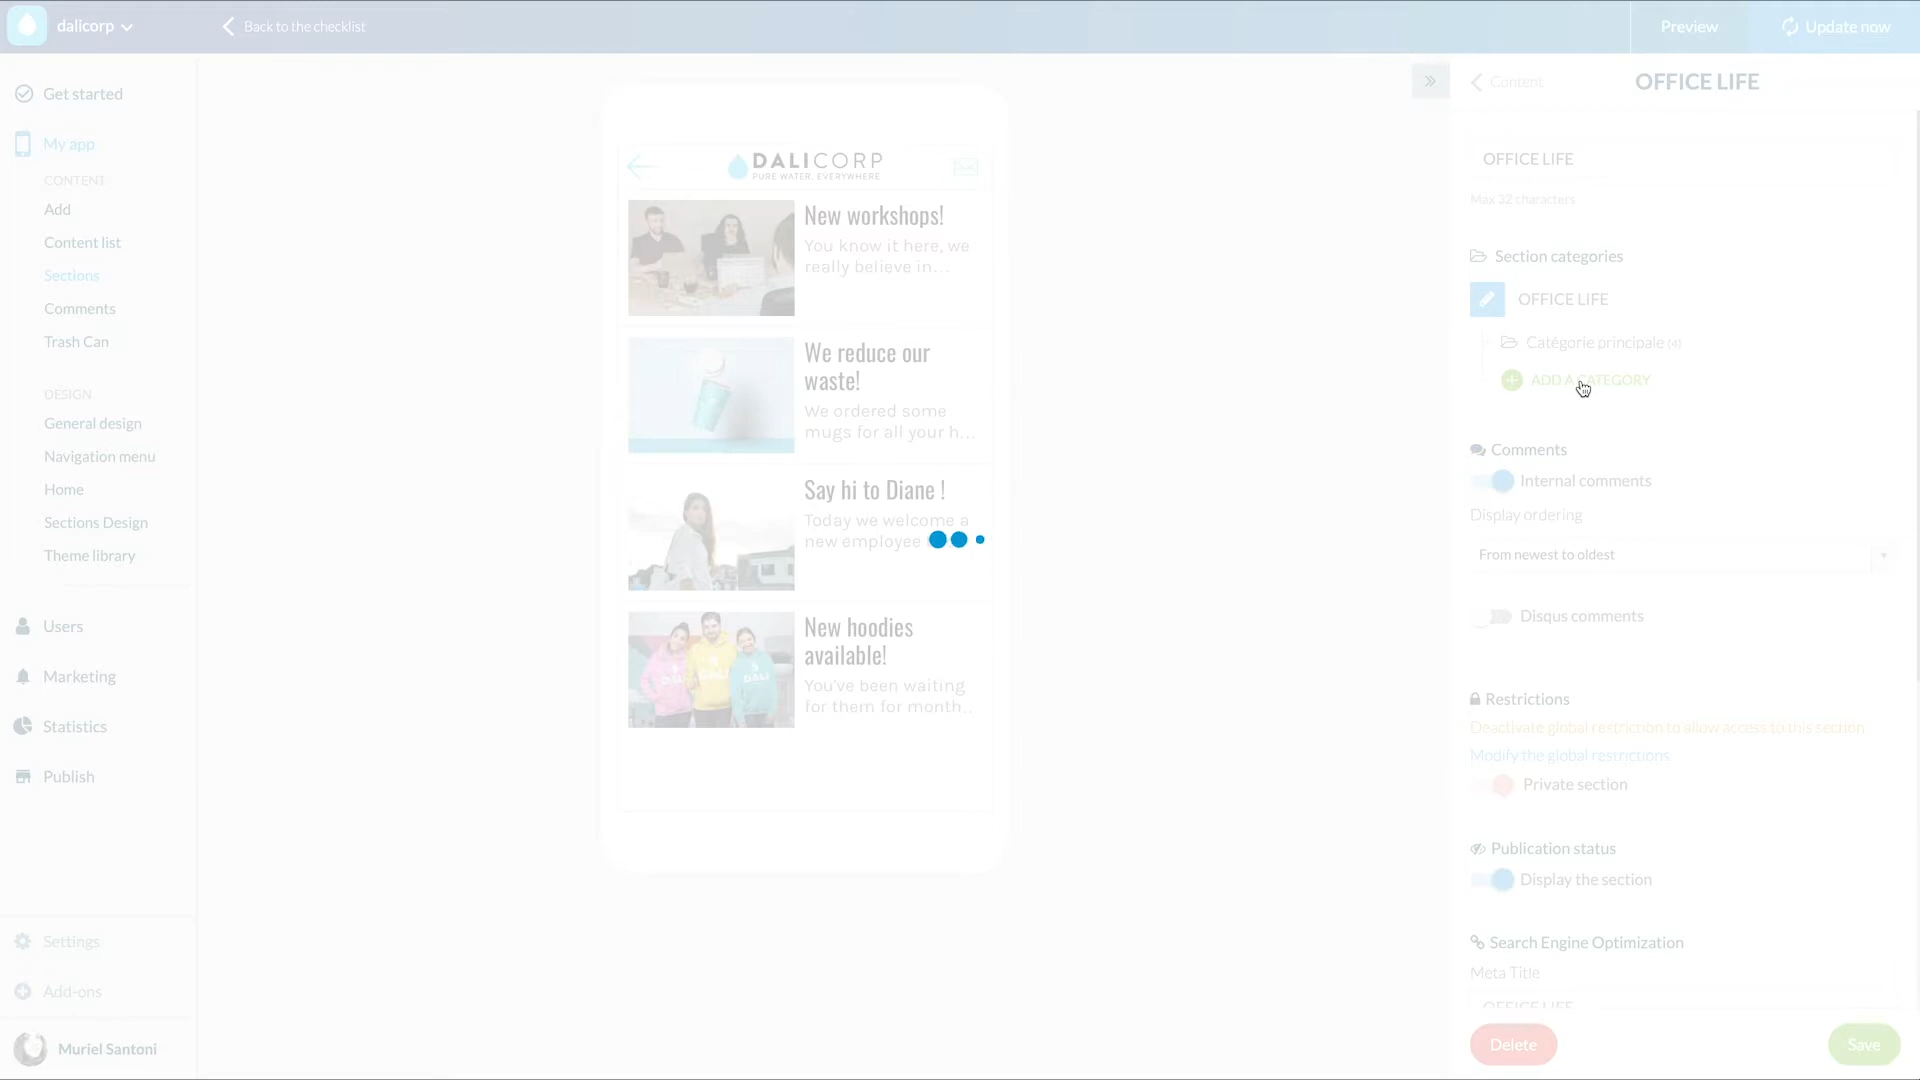 dalicorp
Back to the checklist
Preview
Update now
Get started
My app
CONTENT
Add
Content list
Sections
Comments
Trash Can
DESIGN
General design
Navigation menu
Home
Sections Design
Theme library
Users
Marketing
Statistics
Publish
Settings
Add-ons
Muriel Santoni
DALICORP
PURE WATER, EVERYWHERE
New workshops!
You know it here, we
really believe in...
We reduce our
waste!
We ordered some
mugs for all your h...
Say hi to Diane !
Today we welcome a
new employee
New hoodies
available!
You've been waiting
for them for month..
Content
OFFICE LIFE
OFFICE LIFE
Max 32 characters
Section categories
OFFICE LIFE
Catégorie principale (4)
ADD A CATEGORY
Comments
Internal comments
Display ordering
From newest to oldest
Disqus comments
Restrictions
Deactivate global restriction to allow access to this section
Modify the global restrictions
Private section
Publication status
Display the section
Search Engine Optimization
Meta Title
OFFICE LIFE
Delete
Save